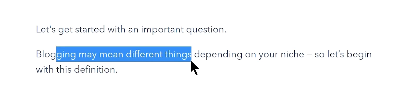 Let's get started with an important question.
Blogging may mean different things depending on your niche – so let's begin
with this definition.